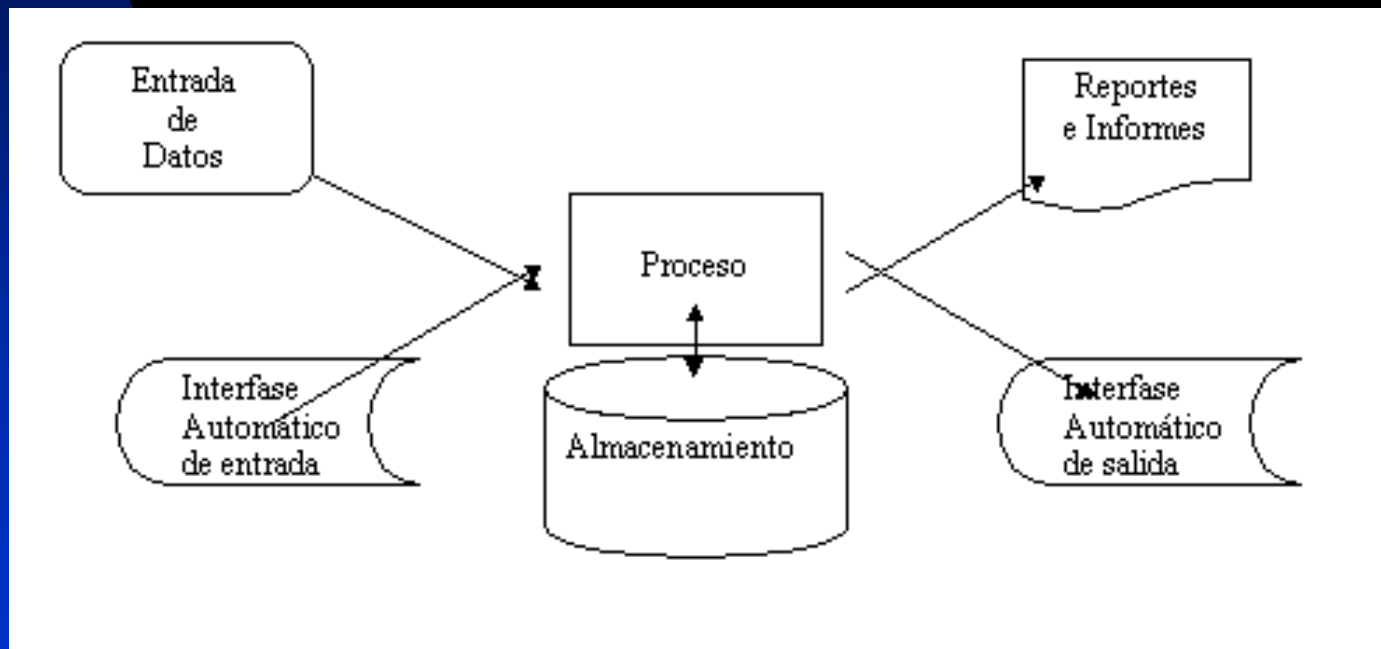 Entrada
de
Datos
Reportes
e Informes
Proceso
Interfase
Automático
de entrada
Almacenamiento
Interfase
Automático
de salida